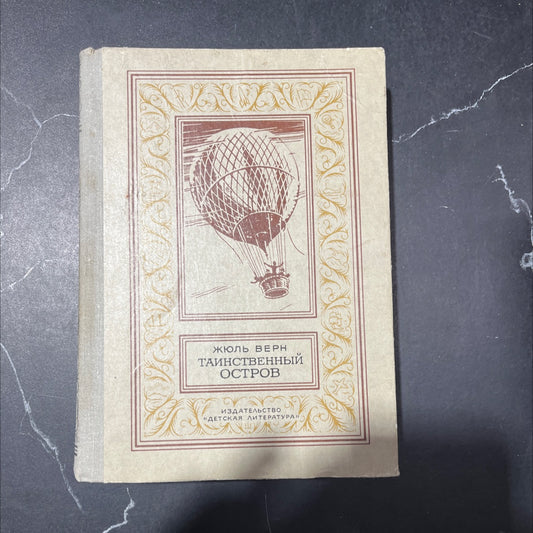 ЖЮЛЬ ВЕРН
ТАИНСТВЕННЫЙ
ОСТРОВ
ИЗДАТЕЛЬСТВО
«ДЕТСКАЯ ЛИТЕРАТУРА»